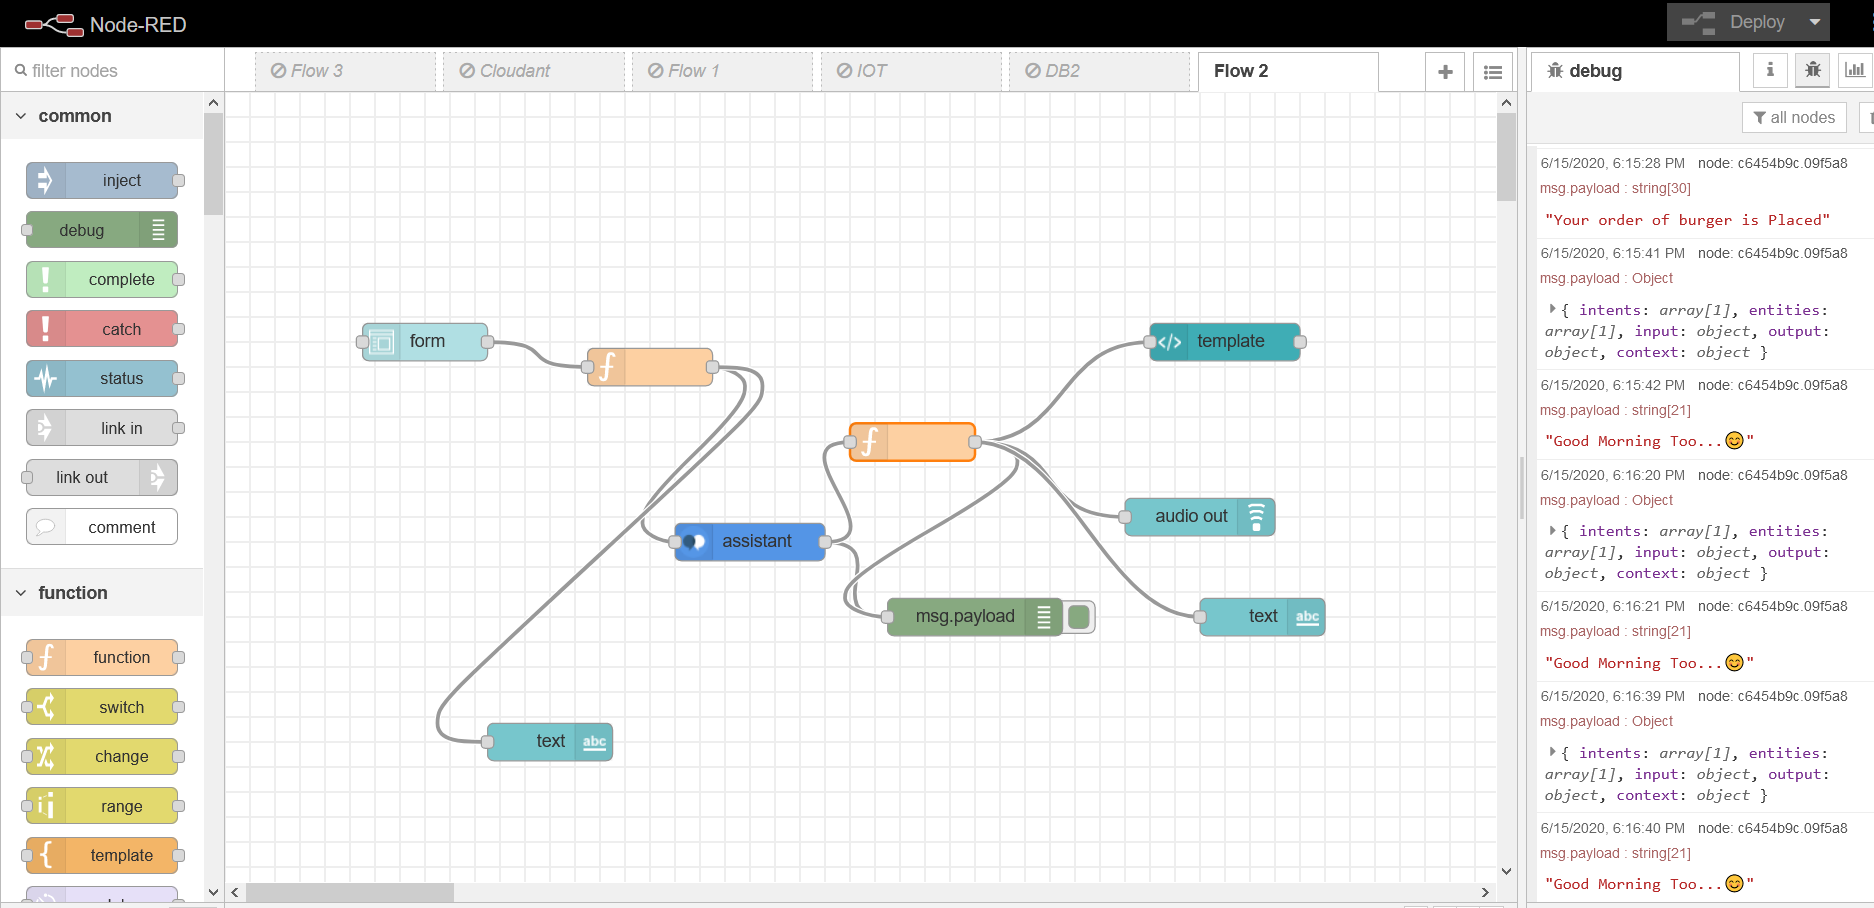 Node-RED
Deploy
filter nodes
Flow 3
Cloudant
Flow 1
IOT
DB2
Flow 2
debug
all nodes
common
inject
debug
complete
catch
status
link in
link out
comment
function
function
switch
change
range
template
form
assistant
msg.payload
text
abc
template
audio out
text
abc
6/15/2020, 6:15:28 PM node: c6454b9c.09f5a8
msg.payload : string[30]
"Your order of burger is Placed"
6/15/2020, 6:15:41 PM node: c6454b9c.09f5a8
msg.payload : Object
{ intents: array[1], entities:
array[1], input: object, output:
object, context: object }
6/15/2020, 6:15:42 PM node: c6454b9c.09f5a8
msg.payload : string[21]
"Good Morning Too...😊"
6/15/2020, 6:16:20 PM node: c6454b9c.09f5a8
msg.payload : Object
{ intents: array[1], entities:
array[1], input: object, output:
object, context: object }
6/15/2020, 6:16:21 PM node: c6454b9c.09f5a8
msg.payload : string[21]
"Good Morning Too...😊"
6/15/2020, 6:16:39 PM node: c6454b9c.09f5a8
msg.payload : Object
{ intents: array[1], entities:
array[1], input: object, output:
object, context: object }
6/15/2020, 6:16:40 PM node: c6454b9c.09f5a8
msg.payload : string[21]
"Good Morning Too...😊"